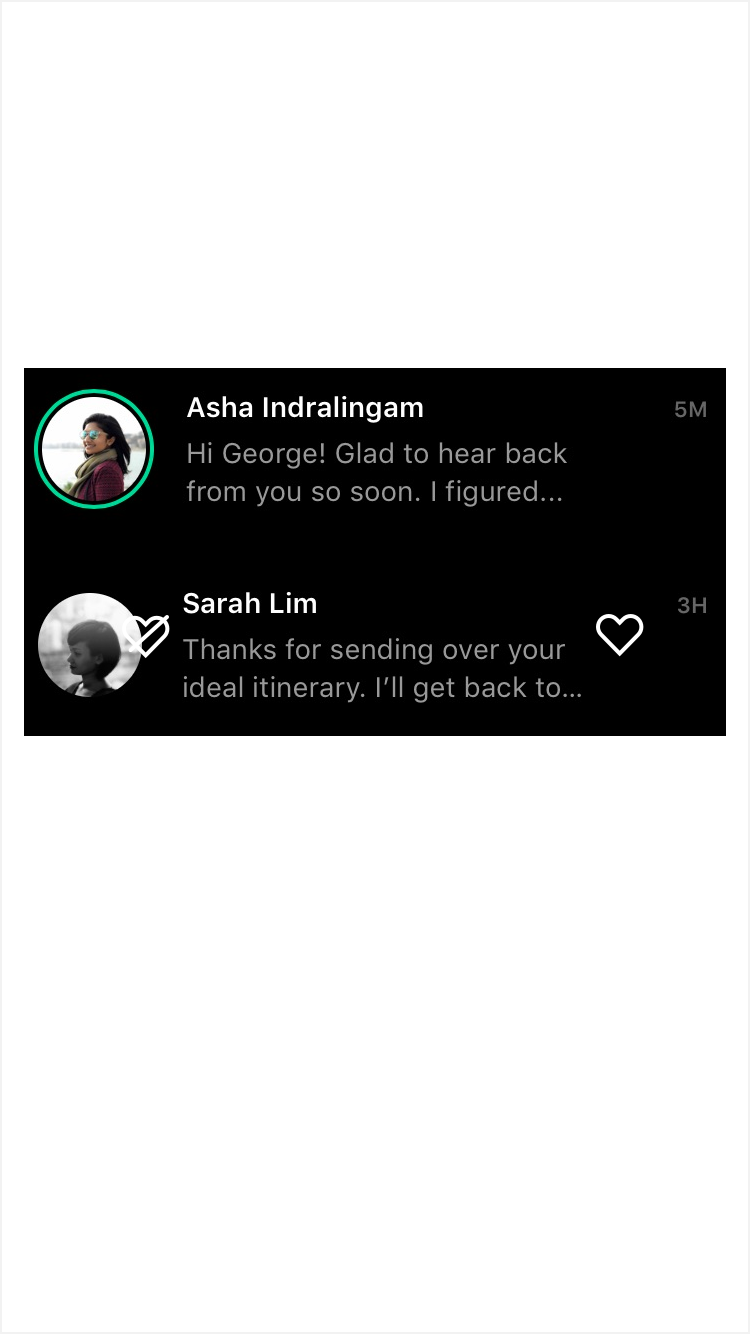 Asha Indralingam
5M
Hi George! Glad to hear back
from you so soon. I figured...
Sarah Lim
3H
Thanks for sending over your
ideal itinerary. I’ll get back to...